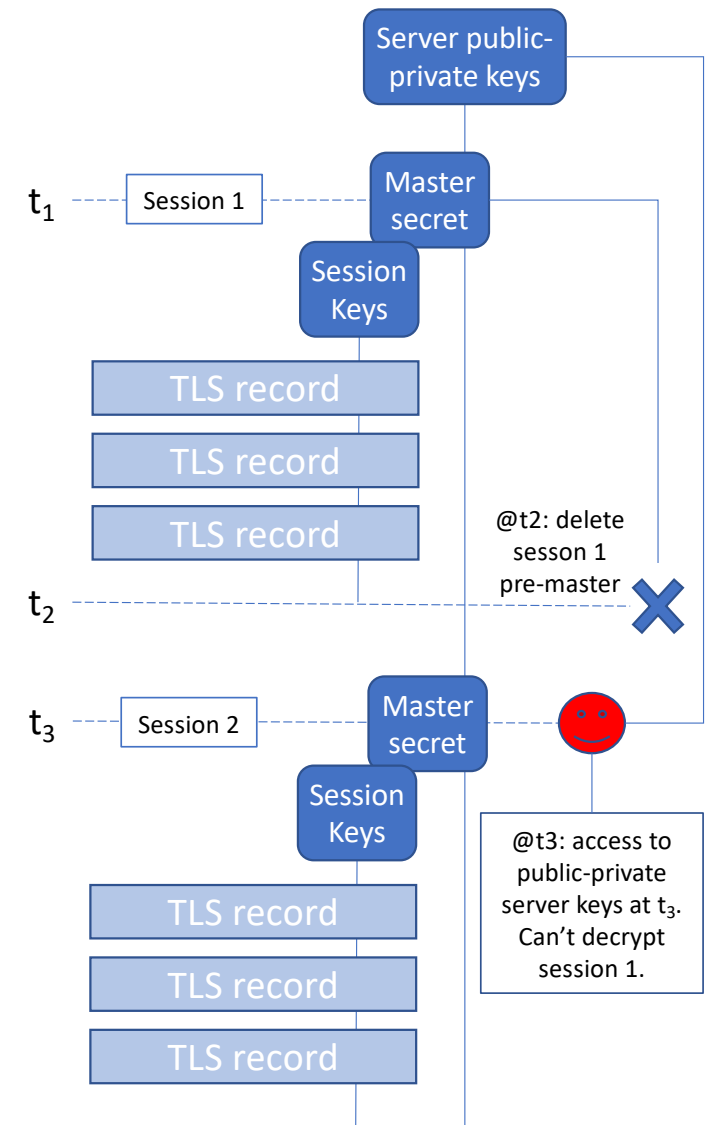 Server public-
private keys
t1
Session 1
Master
secret
Session
Keys
TLS record
TLS record
TLS record
@t2: delete
sesson 1
pre-master
t2
t3
Session 2
Master
secret
Session
Keys
@t3: access to
public-private
server keys at t3.
Can't decrypt
session 1.
TLS record
TLS record
TLS record